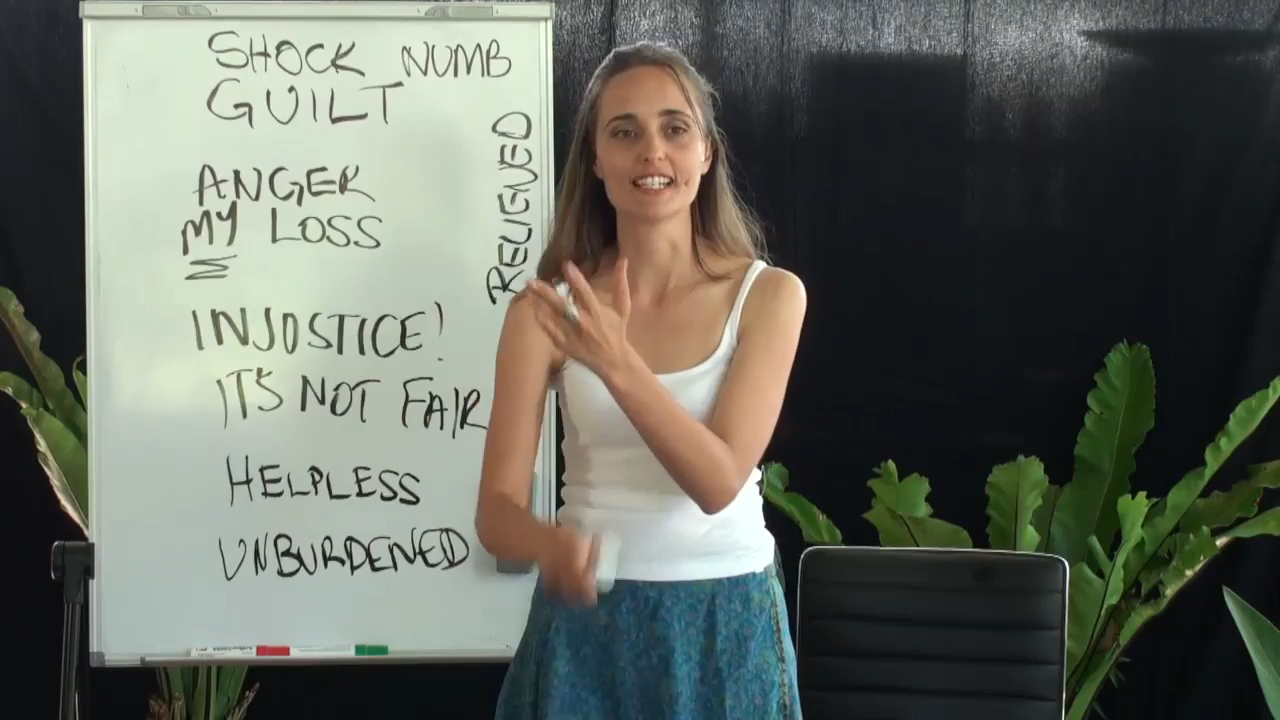 SHOCK NUMB
GUILT
RELIEVED
ANGER
MY LOSS
INJUSTICE!
IT'S NOT FAIR
HELPLESS
UNBURDENED